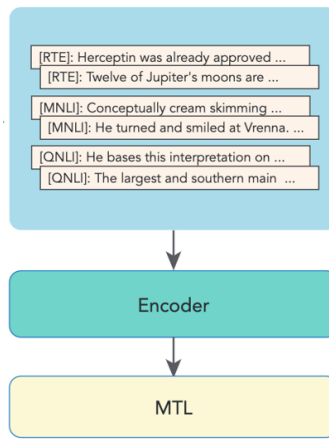 [RTE]: Herceptin was already approved ...
[RTE]: Twelve of Jupiter's moons are ...
[MNLI]: Conceptually cream skimming ...
[MNLI]: He turned and smiled at Vrenna. ...
[QNLI]: He bases this interpretation on ...
[QNLI]: The largest and southern main ...
Encoder
MTL